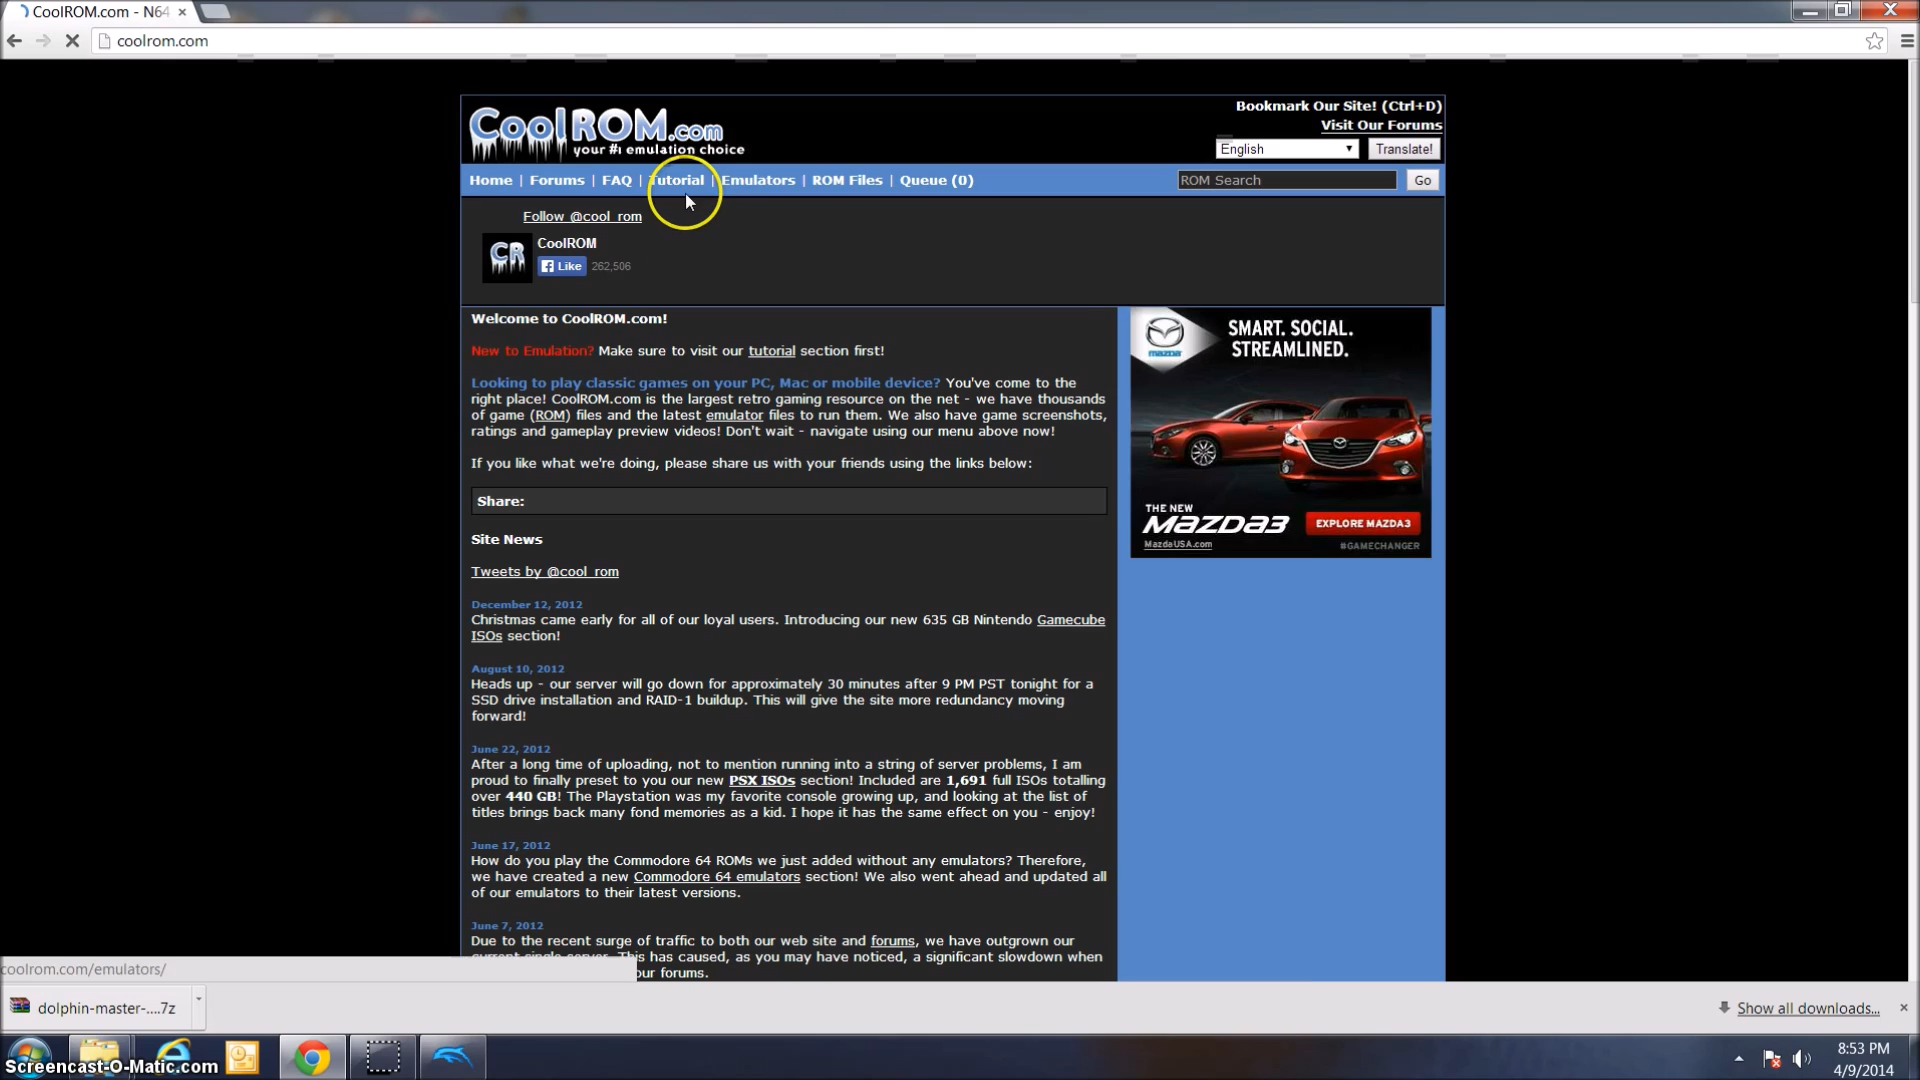 CoolROM.com - N64
coolrom.com
CoolROM.com
your #1 emulation choice
Bookmark Our Site! (Ctrl+D)
Visit Our Forums
English
Translate!
Home | Forums | FAQ | Tutorial | Emulators | ROM Files | Queue (0)
ROM Search
Go
Follow @cool_rom
CR
CoolROM
Like 262,506
Welcome to CoolROM.com!
New to Emulation? Make sure to visit our tutorial section first!
Looking to play classic games on your PC, Mac or mobile device? You've come to the
right place! CoolROM.com is the largest retro gaming resource on the net - we have thousands
of game (ROM) files and the latest emulator files to run them. We also have game screenshots,
ratings and gameplay preview videos! Don't wait - navigate using our menu above now!
If you like what we're doing, please share us with your friends using the links below:
Share:
Site News
Tweets by @cool_rom
December 12, 2012
Christmas came early for all of our loyal users. Introducing our new 635 GB Nintendo Gamecube
ISOs section!
August 10, 2012
Heads up - our server will go down for approximately 30 minutes after 9 PM PST tonight for a
SSD drive installation and RAID-1 buildup. This will give the site more redundancy moving
forward!
June 22, 2012
After a long time of uploading, not to mention running into a string of server problems, I am
proud to finally preset to you our new PSX ISOs section! Included are 1,691 full ISOs totalling
over 440 GB! The Playstation was my favorite console growing up, and looking at the list of
titles brings back many fond memories as a kid. I hope it has the same effect on you - enjoy!
June 17, 2012
How do you play the Commodore 64 ROMs we just added without any emulators? Therefore,
we have created a new Commodore 64 emulators section! We also went ahead and updated all
of our emulators to their latest versions.
June 7, 2012
Due to the recent surge of traffic to both our web site and forums, we have outgrown our
current single server. This has caused, as you may have noticed, a significant slowdown when
our forums.
mazda
SMART. SOCIAL.
STREAMLINED.
THE NEW
MAZDA3
EXPLORE MAZDA3
MazdaUSA.com
#GAMECHANGER
coolrom.com/emulators/
dolphin-master-....7z
Show all downloads...
Screencast-O-Matic.com
8:53 PM
4/9/2014